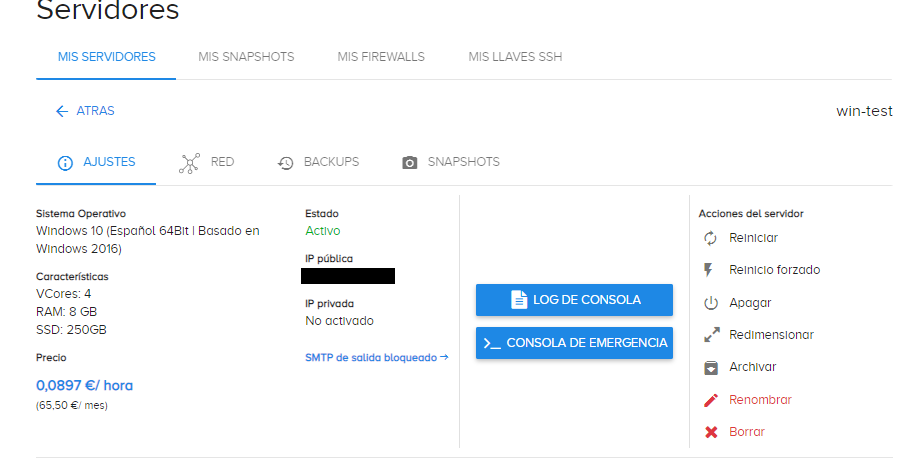 Servidores
MIS SERVIDORES
MIS SNAPSHOTS
MIS FIREWALLS
MIS LLAVES SSH
← ATRAS
win-test
AJUSTES
RED
BACKUPS
SNAPSHOTS
Sistema Operativo
Windows 10 (Español 64Bit | Basado en
Windows 2016)
Características
VCores: 4
RAM: 8 GB
SSD: 250GB
Precio
0,0897 €/ hora
(65,50 €/ mes)
Estado
Activo
IP pública
IP privada
No activado
SMTP de salida bloqueado →
LOG DE CONSOLA
CONSOLA DE EMERGENCIA
Acciones del servidor
Reiniciar
Reinicio forzado
Apagar
Redimensionar
Archivar
Renombrar
Borrar